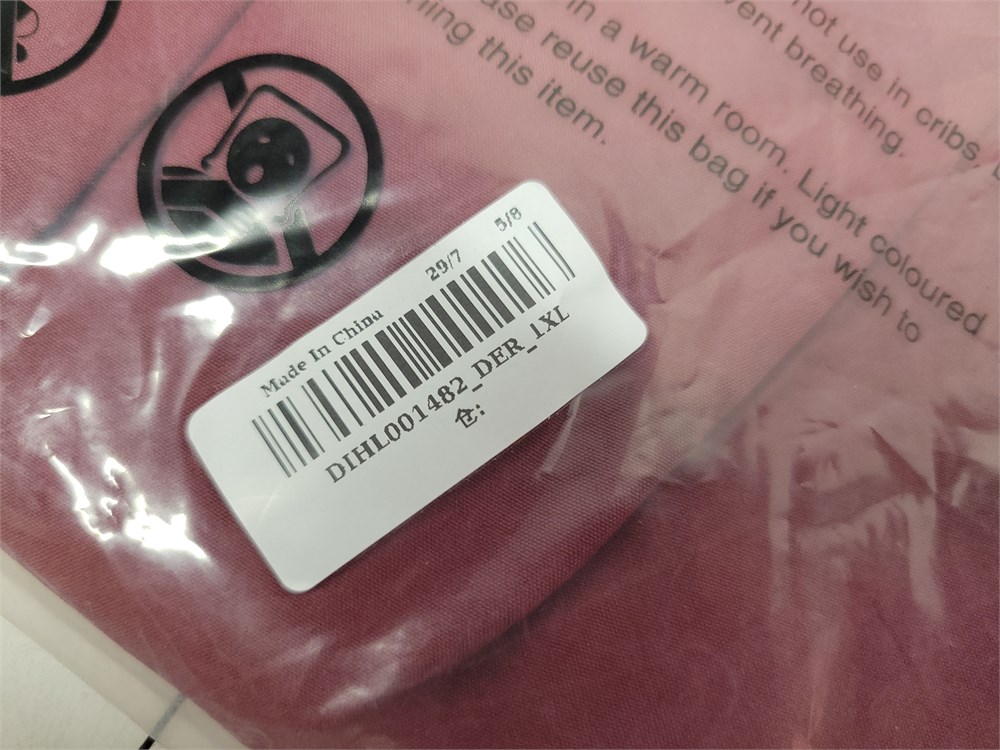 not use in cribs.
vent breathing.
in a warm room. Light coloured
ase reuse this bag if you wish to
ning this item.
Made In China
29/7 5/8
DIHL001482_DER_1XL
仓: